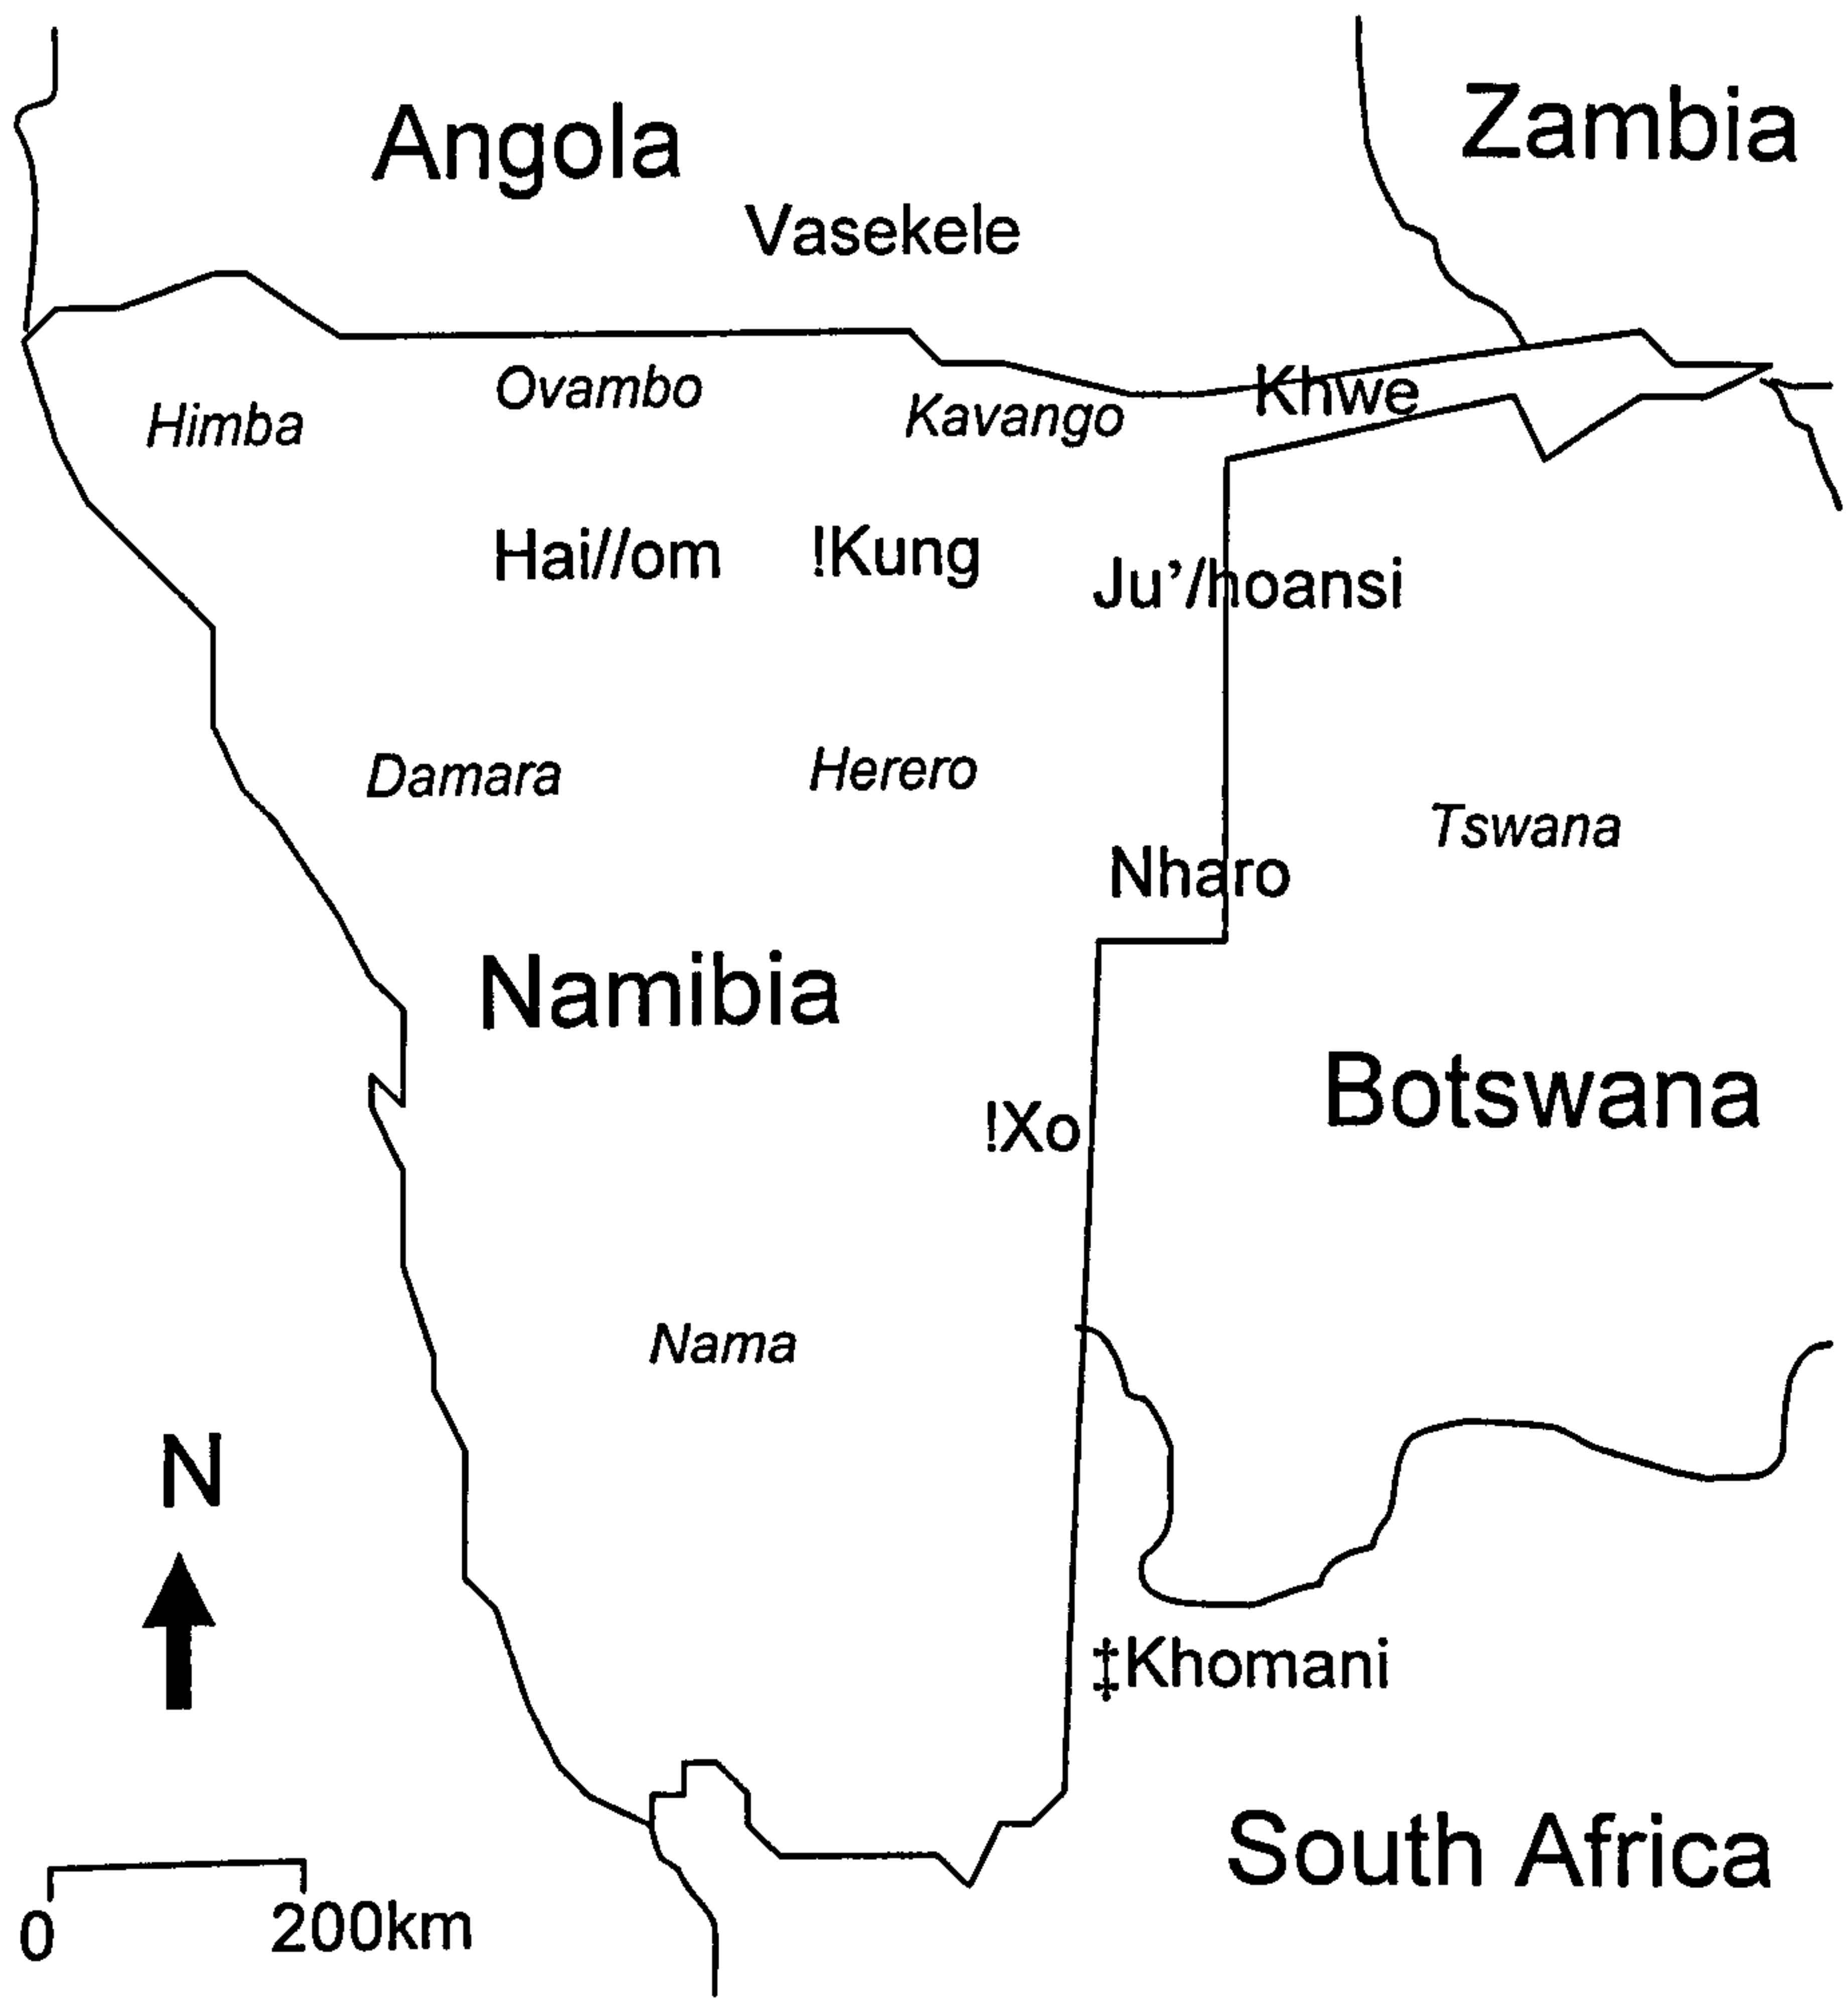 Angola
Zambia
Vasekele
Himba
Ovambo
Kavango
Khwe
Hai//om
!Kung
Ju’/hoansi
Damara
Herero
Tswana
Nharo
Namibia
Botswana
!Xo
Nama
N
‡Khomani
South Africa
0
200km